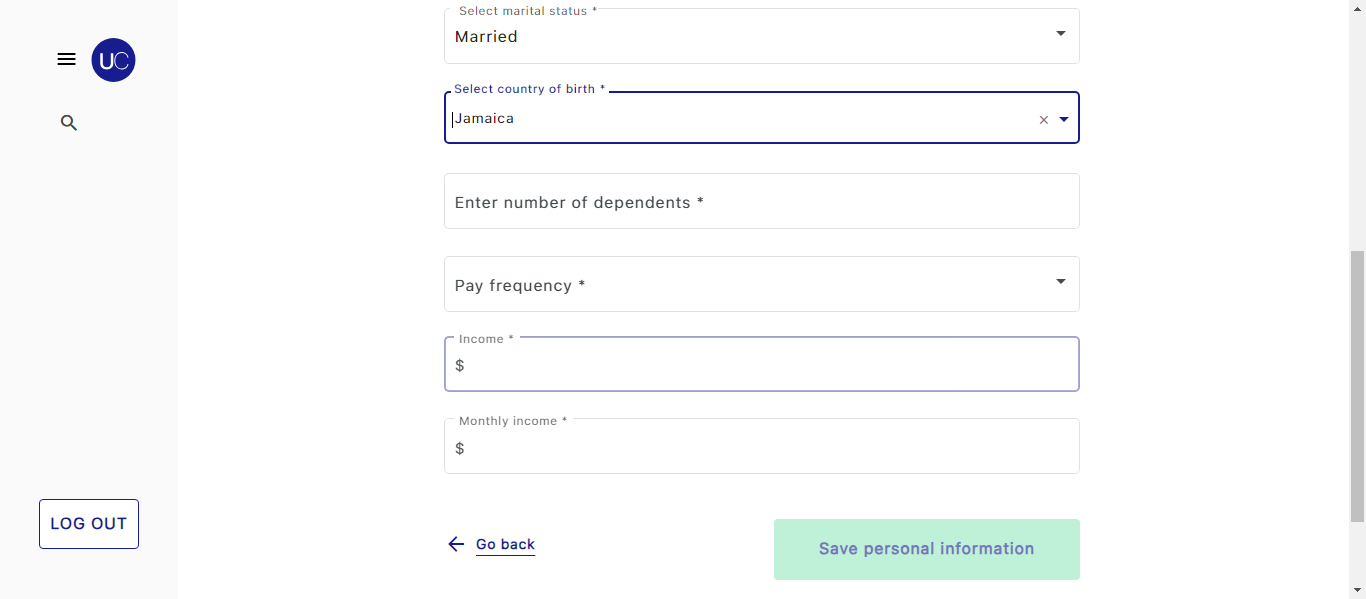 Select marital status *
Married
UC
Select country of birth *
Jamaica
Enter number of dependents *
Pay frequency *
Income *
$
Monthly income *
$
LOG OUT
Go back
Save personal information